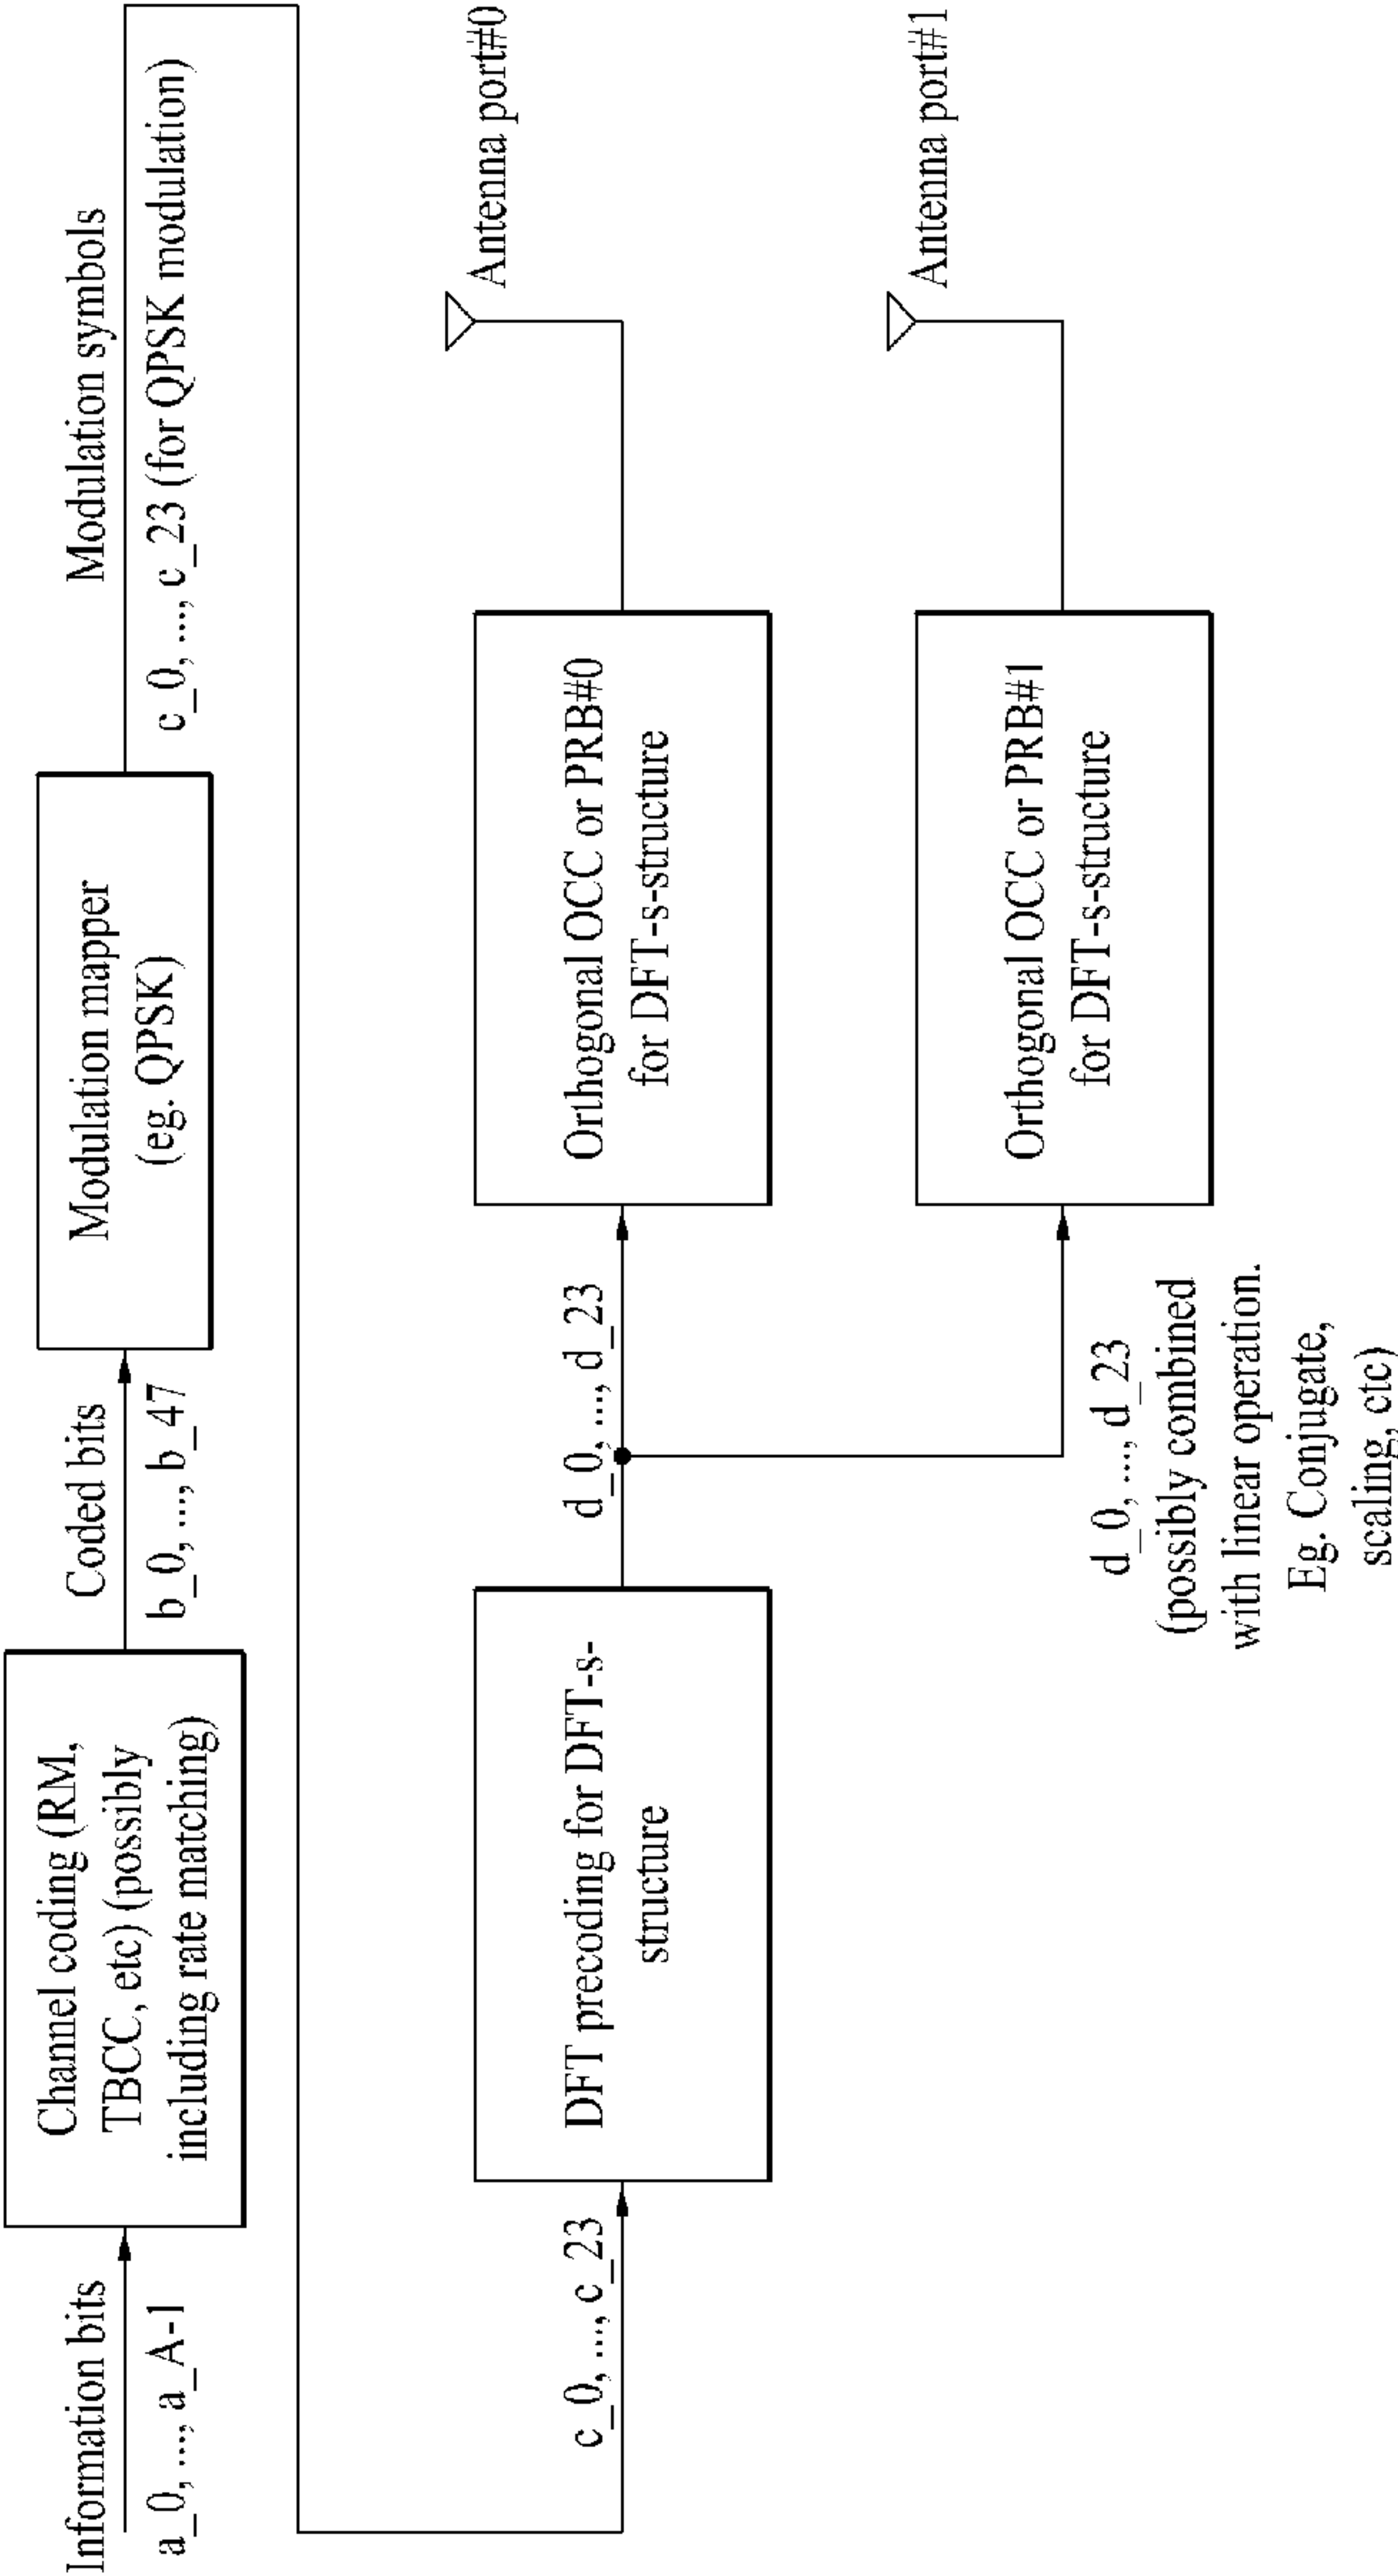 Information bits
a_0, ..., a_A-1
Channel coding (RM,
TBCC, etc) (possibly
including rate matching)
Coded bits
b_0, ..., b_47
Modulation mapper
(eg. QPSK)
Modulation symbols
c_0, ..., c_23 (for QPSK modulation)
c_0, ..., c_23
DFT precoding for DFT-s-
structure
d_0, ..., d_23
Orthogonal OCC or PRB#0
for DFT-s-structure
Antenna port#0
d_0, ..., d_23
(possibly combined
with linear operation.
Eg. Conjugate,
scaling, etc)
Orthogonal OCC or PRB#1
for DFT-s-structure
Antenna port#1